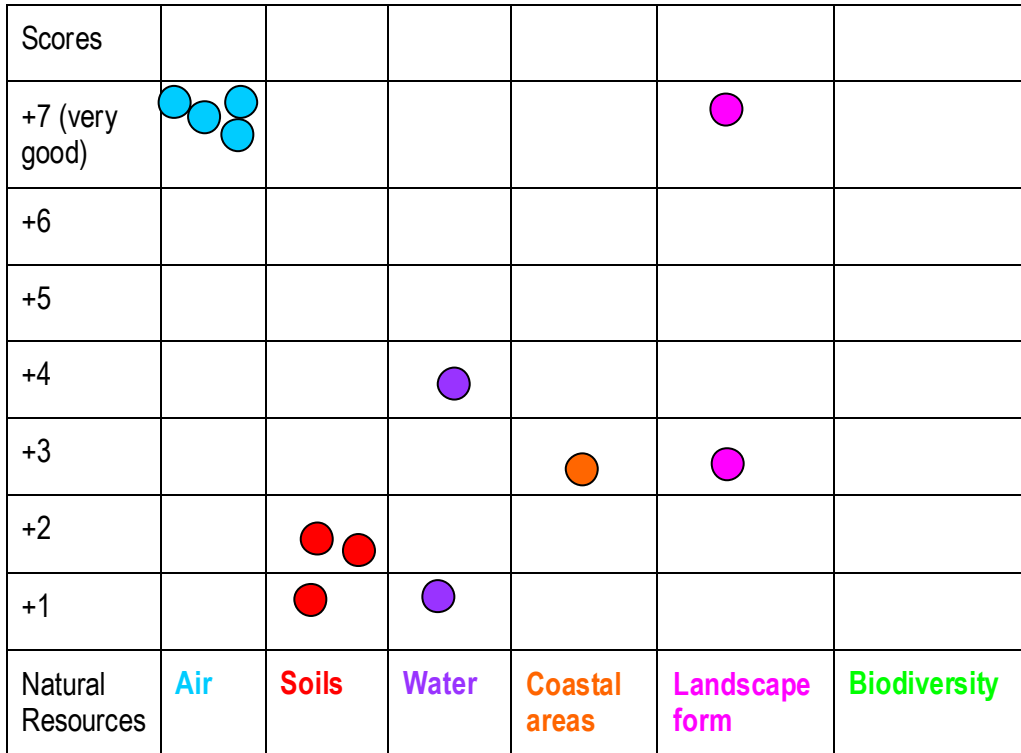 Scores
+7 (very
good)
+6
+5
+4
+3
+2
+1
Natural
Resources
Air
Soils
Water
Coastal
areas
Landscape
form
Biodiversity